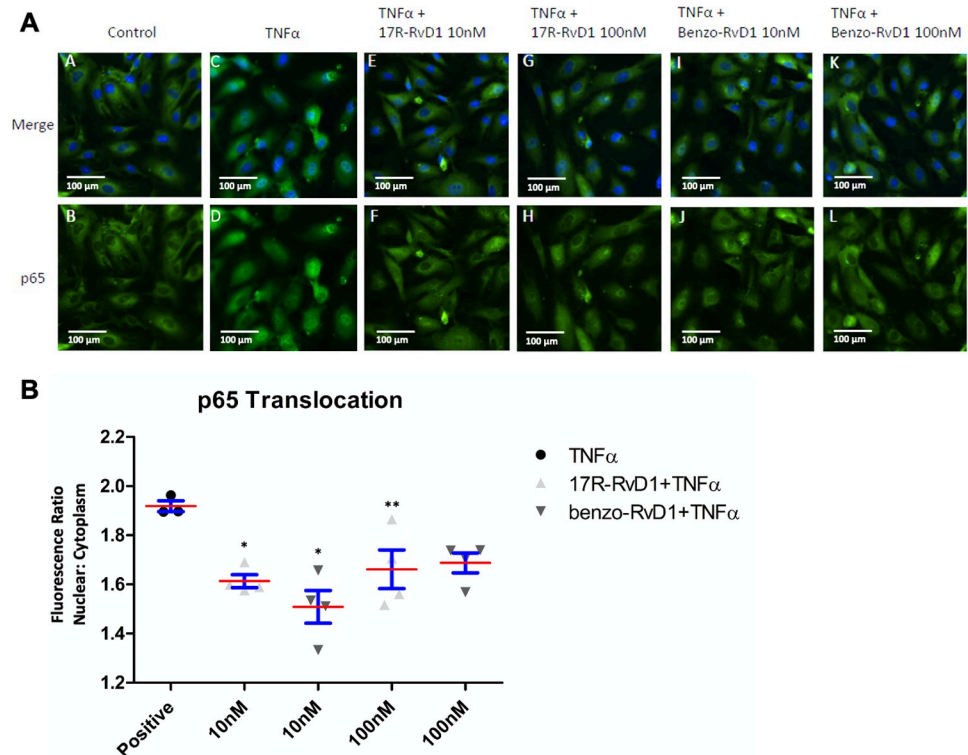 A
Control
TNFα
TNFα +
17R-RvD1 10nM
TNFα +
17R-RvD1 100nM
TNFα +
Benzo-RvD1 10nM
TNFα +
Benzo-RvD1 100nM
Merge
A
100 μm
C
100 μm
E
100 μm
G
100 μm
I
100 μm
K
100 μm
p65
B
100 μm
D
100 μm
F
100 μm
H
100 μm
J
100 μm
L
100 μm
B
p65 Translocation
Fluorescence Ratio
Nuclear: Cytoplasm
2.2
2.0
1.8
1.6
1.4
1.2
*
*
**
TNFα
17R-RvD1+TNFα
benzo-RvD1+TNFα
Positive
10nM
10nM
100nM
100nM